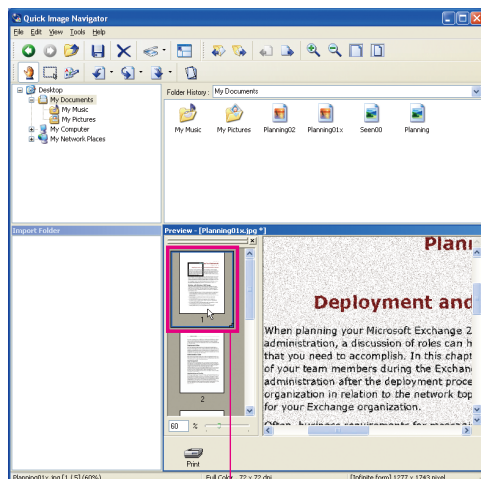 Quick Image Navigator
File Edit View Tools Help
Desktop
My Documents
My Music
My Pictures
My Computer
My Network Places
Folder History : My Documents
My Music My Pictures Planning02 Planning01x Seen00 Planning
Import Folder
Preview - [Planning01x.jpg *]
1
2
60 %
Print
Deployment and
When planning your Microsoft Exchange 2
administration, a discussion of roles can h
that you need to accomplish. In this chapt
of your team members during the Exchan
administration after the deployment proce
organization in relation to the network top
for your Exchange organization.
Planning01x.jpg [1 / 5] (60%) Full Color 72 x 72 dpi [Infinite form] 1277 x 1743 pixel